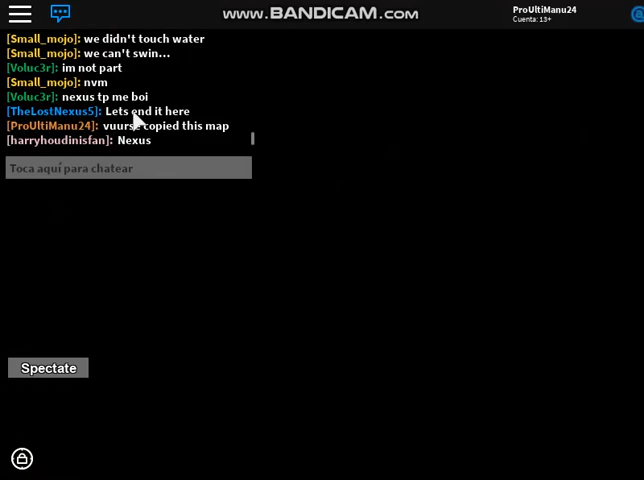 www.BANDICAM.com
ProUltiManu24
Cuenta: 13+
[Small_mojo]: we didn't touch water
[Small_mojo]: we can't swin...
[Voluc3r]: im not part
[Small_mojo]: nvm
[Voluc3r]: nexus tp me boi
[TheLostNexus5]: Lets end it here
[ProUltiManu24]: vuurse copied this map
[harryhoudinisfan]: Nexus
Toca aquí para chatear
Spectate